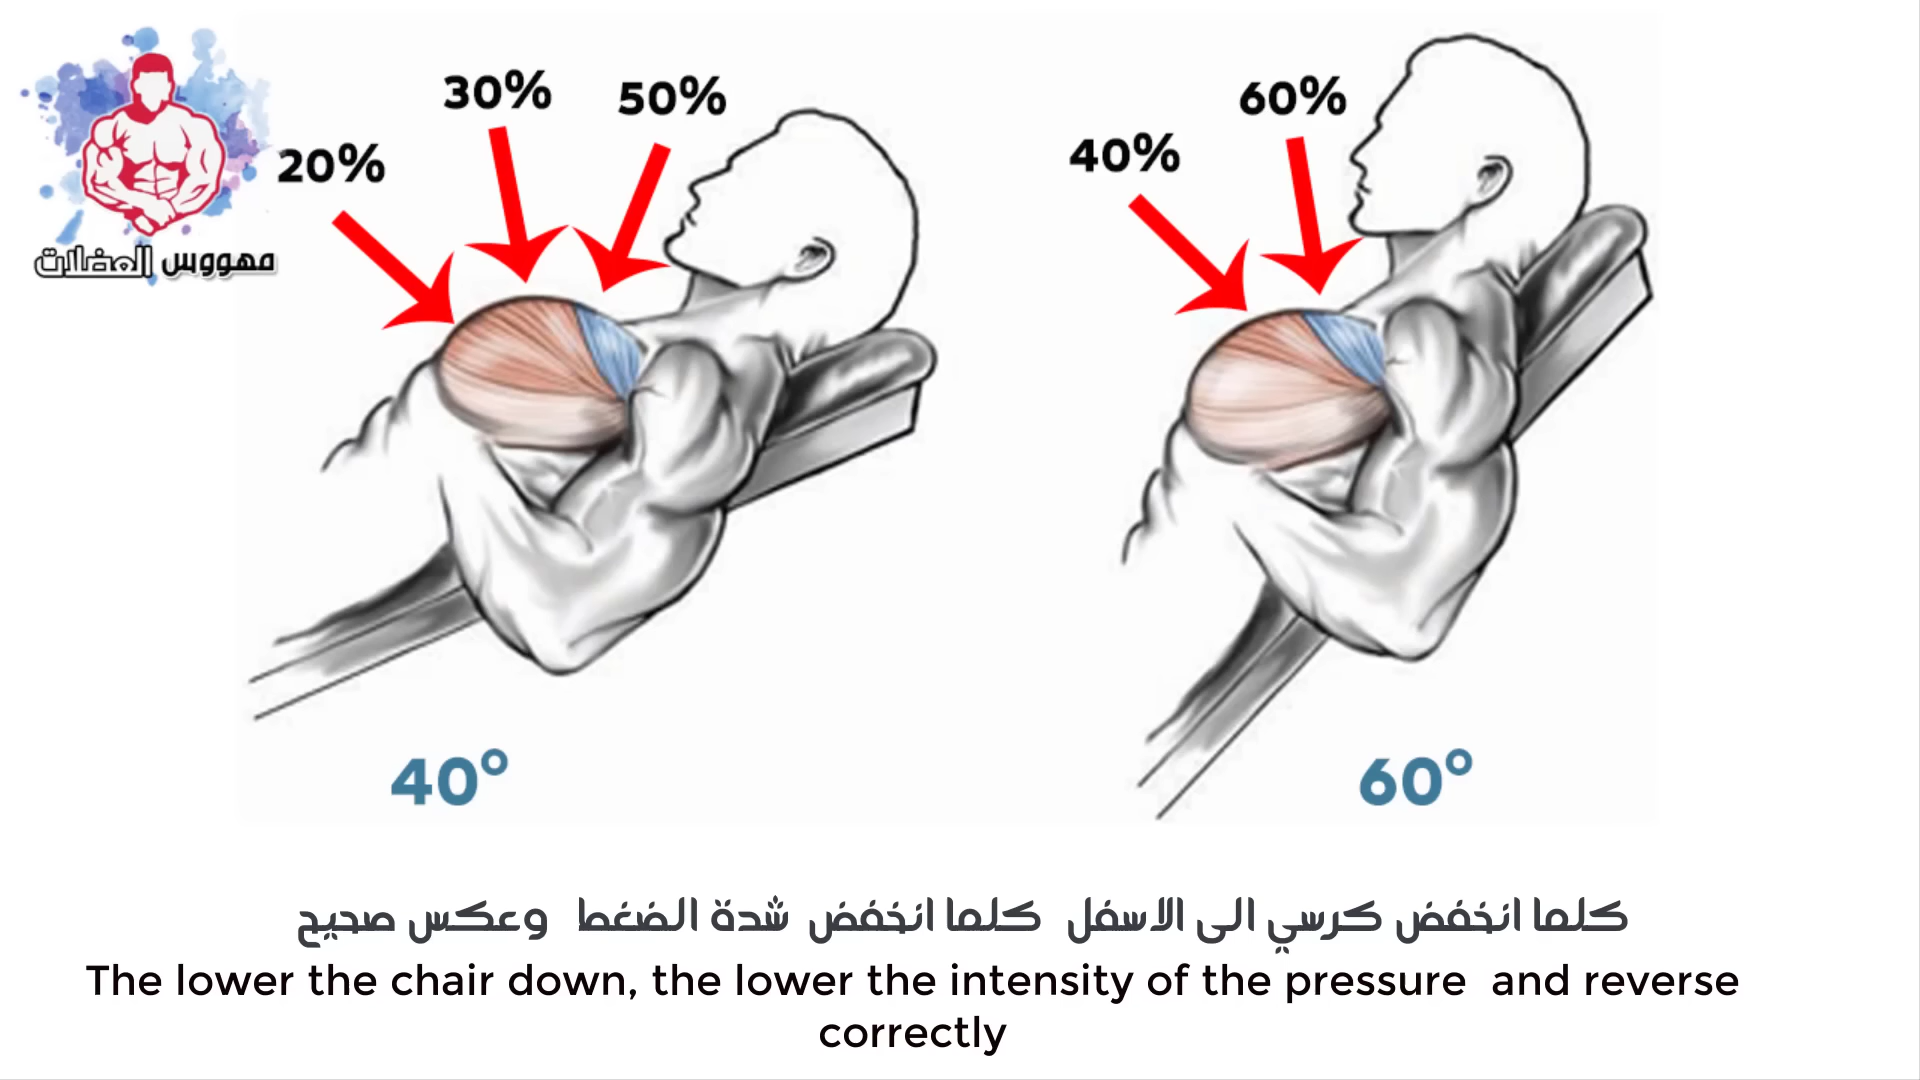 مهووس العضلات
20%
30%
50%
40%
60%
40°
60°
كلما انخفض كرسي الى الاسفل كلما انخفض شدة الضغط وعكس صحيح
The lower the chair down, the lower the intensity of the pressure and reverse
correctly